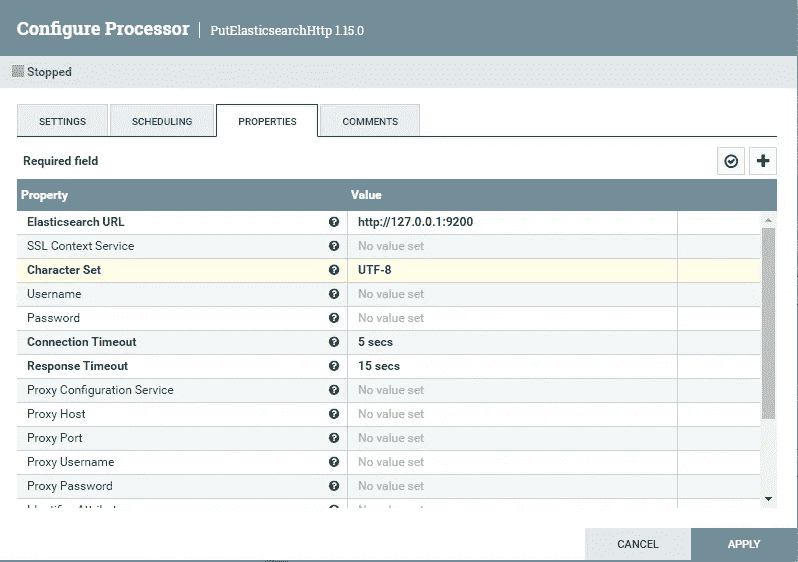 Configure Processor | PutElasticsearchHttp 1.15.0
Stopped
SETTINGS SCHEDULING PROPERTIES COMMENTS
Required field
Property Value
Elasticsearch URL http://127.0.0.1:9200
SSL Context Service No value set
Character Set UTF-8
Username No value set
Password No value set
Connection Timeout 5 secs
Response Timeout 15 secs
Proxy Configuration Service No value set
Proxy Host No value set
Proxy Port No value set
Proxy Username No value set
Proxy Password No value set
CANCEL APPLY